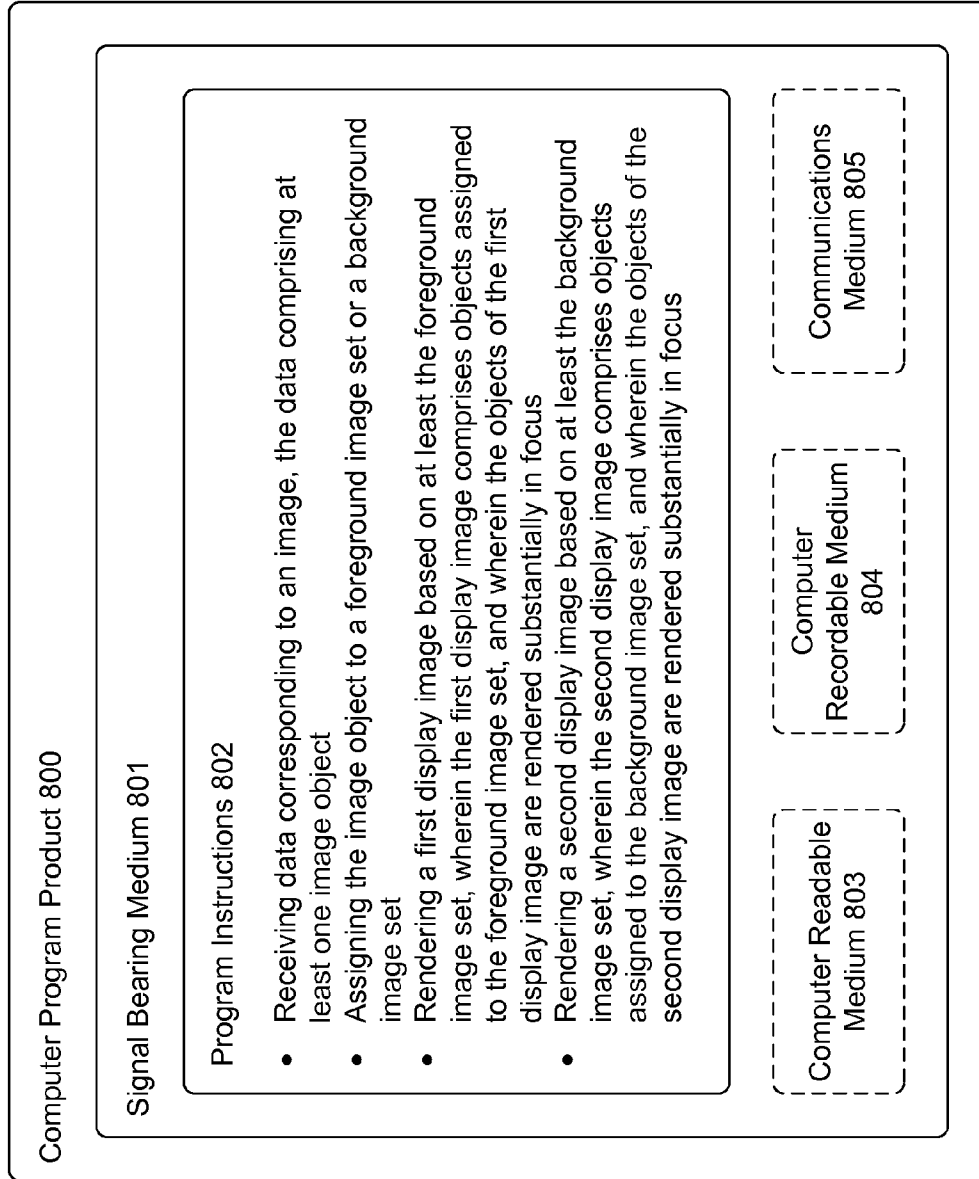 Computer Program Product 800
Signal Bearing Medium 801
Program Instructions 802
• Receiving data corresponding to an image, the data comprising at
least one image object
• Assigning the image object to a foreground image set or a background
image set
• Rendering a first display image based on at least the foreground
image set, wherein the first display image comprises objects assigned
to the foreground image set, and wherein the objects of the first
display image are rendered substantially in focus
• Rendering a second display image based on at least the background
image set, wherein the second display image comprises objects
assigned to the background image set, and wherein the objects of the
second display image are rendered substantially in focus
Computer Readable
Medium 803
Computer
Recordable Medium
804
Communications
Medium 805